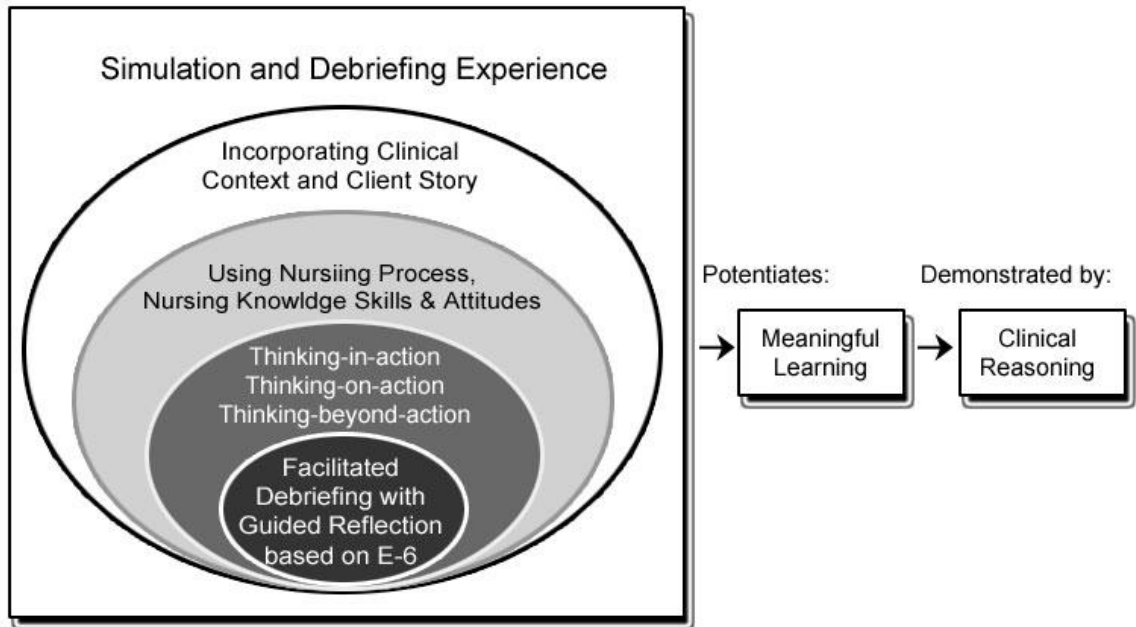 Simulation and Debriefing Experience
Incorporating Clinical
Context and Client Story
Using Nursiing Process,
Nursing Knowldge Skills & Attitudes
Thinking-in-action
Thinking-on-action
Thinking-beyond-action
Facilitated
Debriefing with
Guided Reflection
based on E-6
Potentiates:
Meaningful
Learning
Demonstrated by:
Clinical
Reasoning